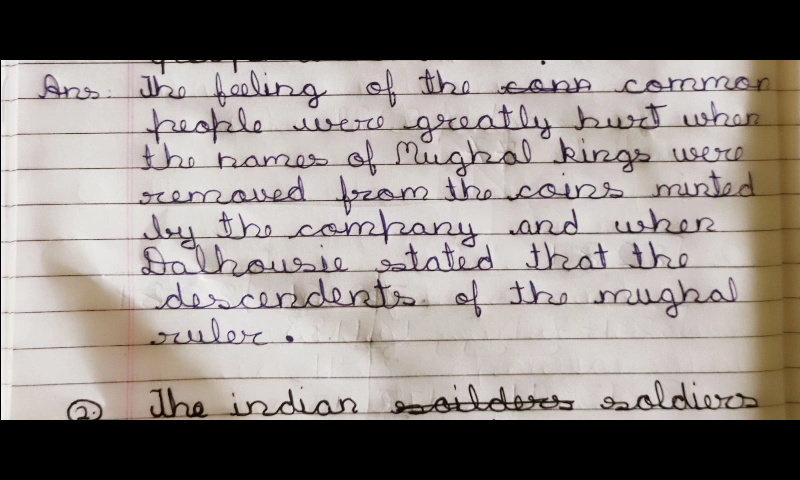 Ans. The feeling of the conn common
people were greatly hurt when
the names of Mughal kings were
removed from the coins minted
by the company and when
Dalhousie stated that the
descendents of the mughal
ruler.
2. The indian soilders soldiers